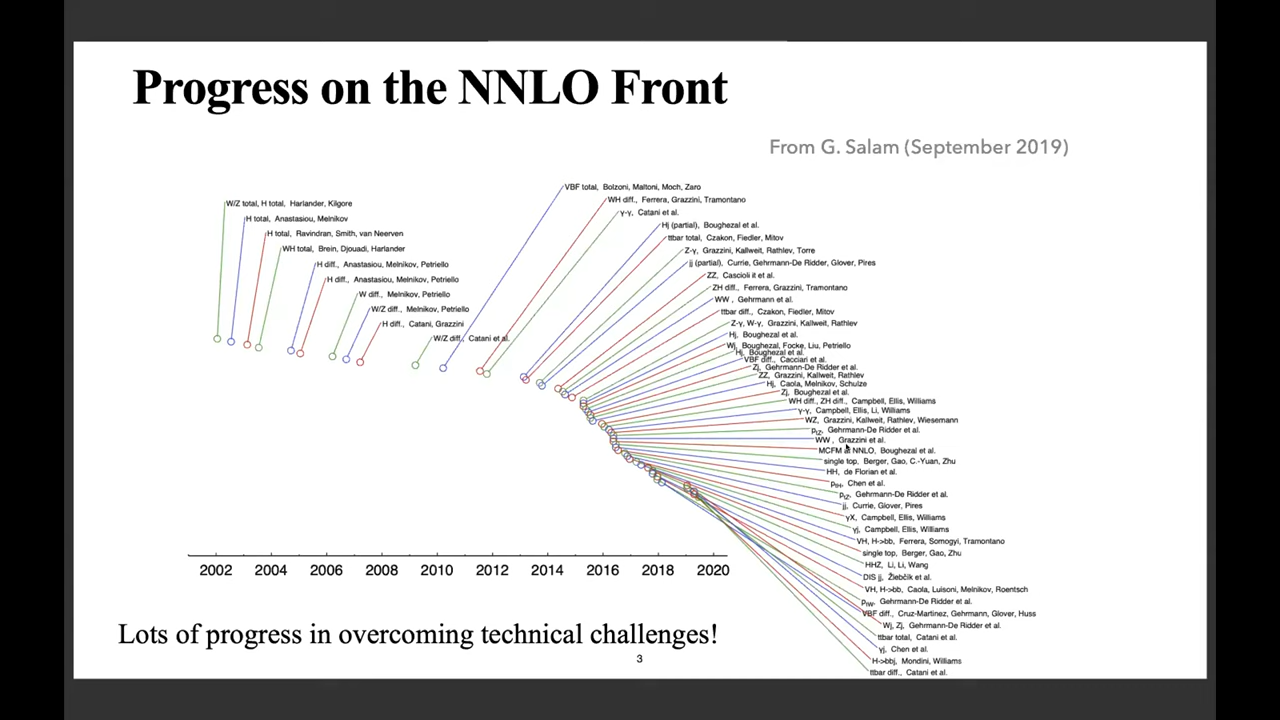 Progress on the NNLO Front
From G. Salam (September 2019)
W/Z total, H total, Harlander, Kilgore
H total, Anastasiou, Melnikov
H total, Ravindran, Smith, van Neerven
WH total, Brein, Djouadi, Harlander
H diff., Anastasiou, Melnikov, Petriello
H diff., Anastasiou, Melnikov, Petriello
W diff., Melnikov, Petriello
W/Z diff., Melnikov, Petriello
H diff., Catani, Grazzini
W/Z diff., Catani et al.
VBF total, Bolzoni, Maltoni, Moch, Zaro
WH diff., Ferrera, Grazzini, Tramontano
γ-γ, Catani et al.
Hj (partial), Boughezal et al.
ttbar total, Czakon, Fiedler, Mitov
Z-γ, Grazzini, Kallweit, Rathlev, Torre
jj (partial), Currie, Gehrmann-De Ridder, Glover, Pires
ZZ, Cascioli it et al.
ZH diff., Ferrera, Grazzini, Tramontano
WW , Gehrmann et al.
ttbar diff., Czakon, Fiedler, Mitov
Z-γ, W-γ, Grazzini, Kallweit, Rathlev
Hj, Boughezal et al.
Wj, Boughezal, Focke, Liu, Petriello
Hj, Boughezal et al.
VBF diff., Cacciari et al.
Zj, Gehrmann-De Ridder et al.
ZZ, Grazzini, Kallweit, Rathlev
Hj, Caola, Melnikov, Schulze
Zj, Boughezal et al.
WH diff., ZH diff., Campbell, Ellis, Williams
γ-γ, Campbell, Ellis, Li, Williams
WZ, Grazzini, Kallweit, Rathlev, Wiesemann
ptZ, Gehrmann-De Ridder et al.
WW , Grazzini et al.
MCFM at NNLO, Boughezal et al.
single top, Berger, Gao, C.-Yuan, Zhu
HH, de Florian et al.
ptH, Chen et al.
ptZ, Gehrmann-De Ridder et al.
jj, Currie, Glover, Pires
γX, Campbell, Ellis, Williams
γj, Campbell, Ellis, Williams
VH, H->bb, Ferrera, Somogyi, Tramontano
single top, Berger, Gao, Zhu
HHZ, Li, Li, Wang
DIS jj, Žlebčík et al.
VH, H->bb, Caola, Luisoni, Melnikov, Roentsch
ptW, Gehrmann-De Ridder et al.
VBF diff., Cruz-Martinez, Gehrmann, Glover, Huss
Wj, Zj, Gehrmann-De Ridder et al.
ttbar total, Catani et al.
γj, Chen et al.
H->bbj, Mondini, Williams
ttbar diff., Catani et al.
2002 2004 2006 2008 2010 2012 2014 2016 2018 2020
Lots of progress in overcoming technical challenges!
3